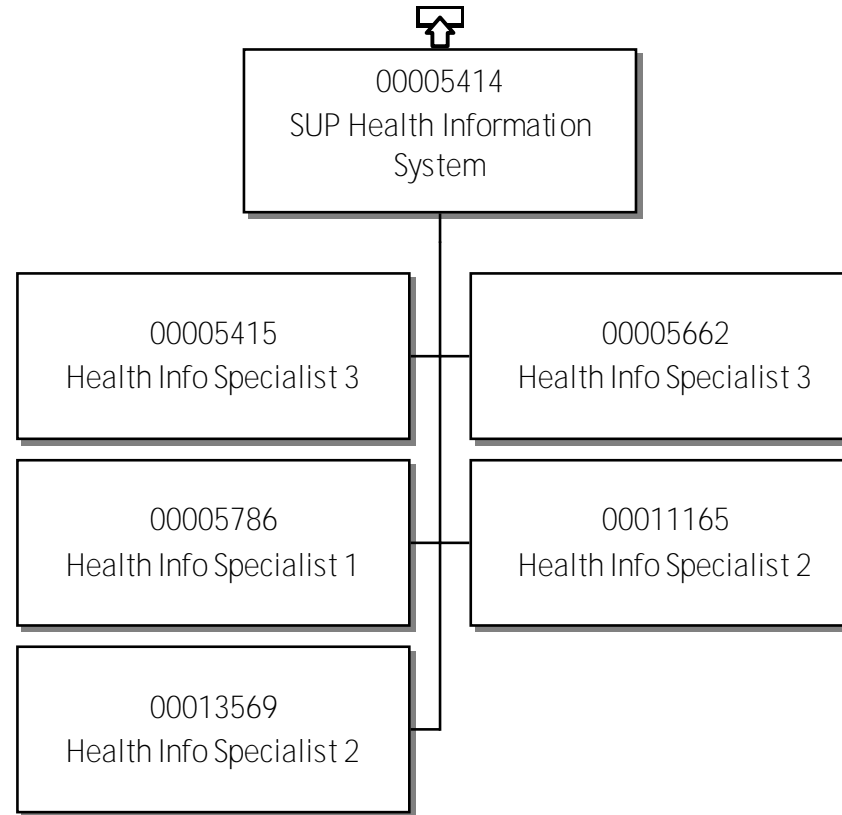 00005414
SUP Health Information
System
00005415
Health Info Specialist 3
00005662
Health Info Specialist 3
00005786
Health Info Specialist 1
00011165
Health Info Specialist 2
00013569
Health Info Specialist 2